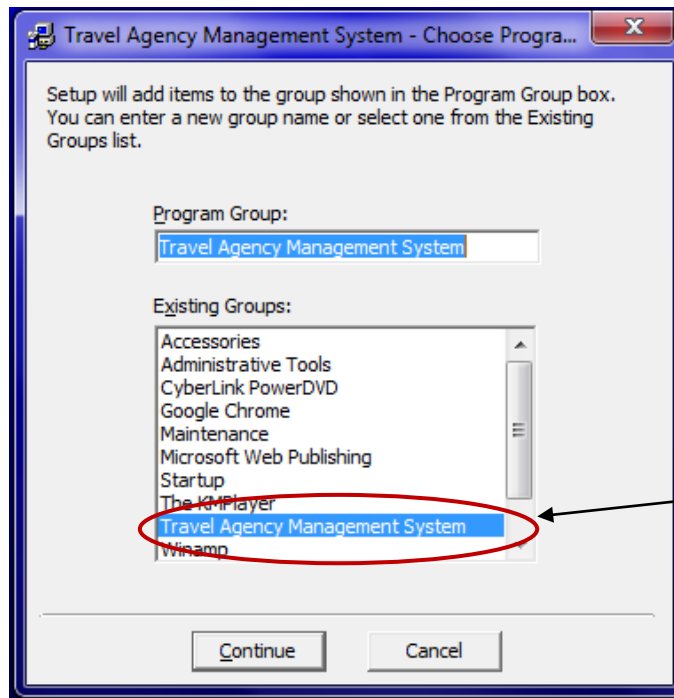 Travel Agency Management System - Choose Progra...
Setup will add items to the group shown in the Program Group box.
You can enter a new group name or select one from the Existing
Groups list.
Program Group:
Travel Agency Management System
Existing Groups:
Accessories
Administrative Tools
CyberLink PowerDVD
Google Chrome
Maintenance
Microsoft Web Publishing
Startup
The KMPlayer
Travel Agency Management System
Winamp
Continue
Cancel